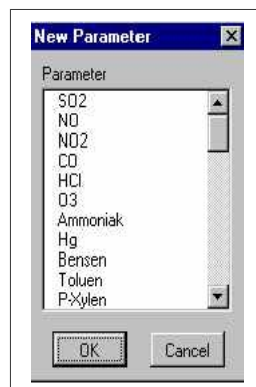 New Parameter
Parameter
SO2
NO
NO2
CO
HCl
O3
Ammoniak
Hg
Bensen
Toluen
P-Xylen
OK
Cancel